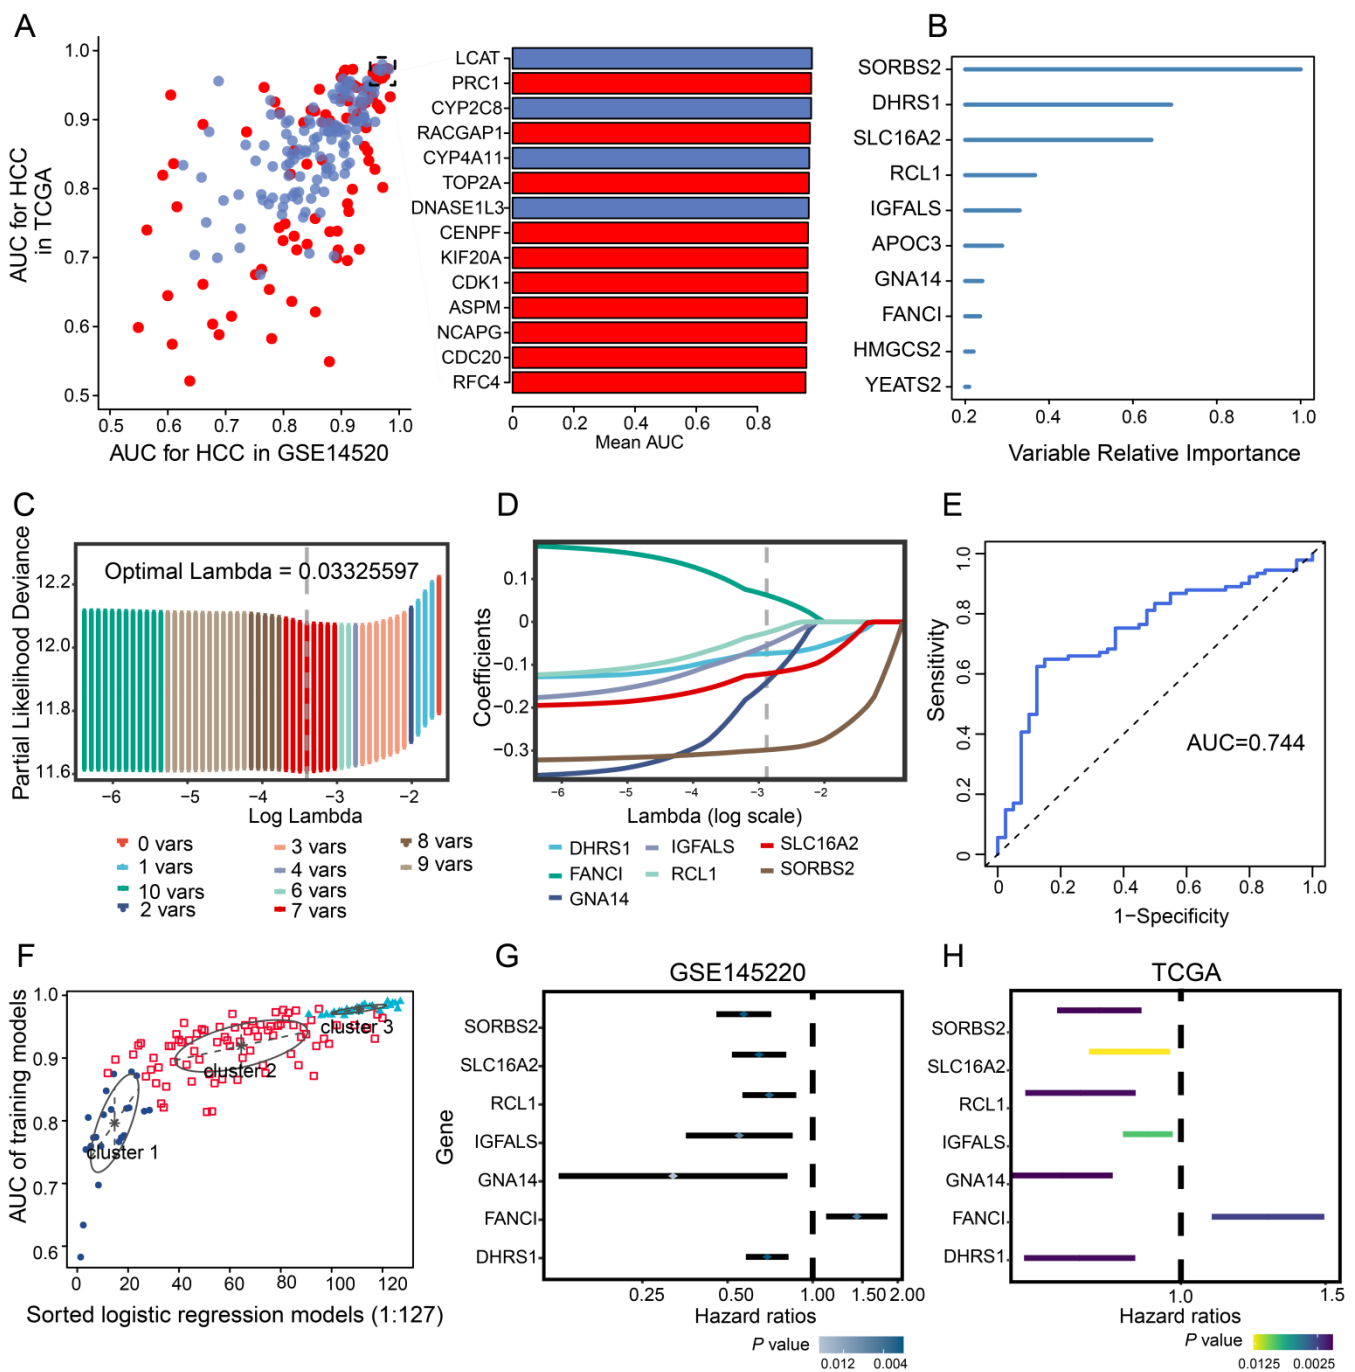 A
1.0
0.9
0.8
0.7
0.6
0.5
AUC for HCC
in TCGA
0.5 0.6 0.7 0.8 0.9 1.0
AUC for HCC in GSE14520
LCAT
PRC1
CYP2C8
RACGAP1
CYP4A11
TOP2A
DNASE1L3
CENPF
KIF20A
CDK1
ASPM
NCAPG
CDC20
RFC4
0 0.2 0.4 0.6 0.8
Mean AUC
B
SORBS2
DHRS1
SLC16A2
RCL1
IGFALS
APOC3
GNA14
FANCI
HMGCS2
YEATS2
0.2 0.4 0.6 0.8 1.0
Variable Relative Importance
C
Partial Likelihood Deviance
12.2
12.0
11.8
11.6
Optimal Lambda = 0.03325597
−6 −4 −3 −2
Log Lambda
0 vars
1 vars
10 vars
2 vars
3 vars
4 vars
6 vars
7 vars
8 vars
9 vars
D
Coefficients
0.1
0
−0.1
−0.2
−0.3
−6 −5 −4 −3 −2
Lambda (log scale)
DHRS1
FANCI
GNA14
IGFALS
RCL1
SLC16A2
SORBS2
E
Sensitivity
1.0
0.8
0.6
0.4
0.2
0
AUC=0.744
0 0.2 0.4 0.6 0.8 1.0
1−Specificity
F
AUC of training models
1.0
0.9
0.8
0.7
0.6
cluster 1
cluster 2
cluster 3
0 20 40 60 80 100 120
Sorted logistic regression models (1:127)
G
GSE145220
Gene
SORBS2
SLC16A2
RCL1
IGFALS
GNA14
FANCI
DHRS1
0.25 0.50 1.00 1.50 2.00
Hazard ratios
P value
0.012 0.004
H
TCGA
SORBS2
SLC16A2
RCL1
IGFALS
GNA14
FANCI
DHRS1
1.0 1.5
Hazard ratios
P value
0.0125 0.0025